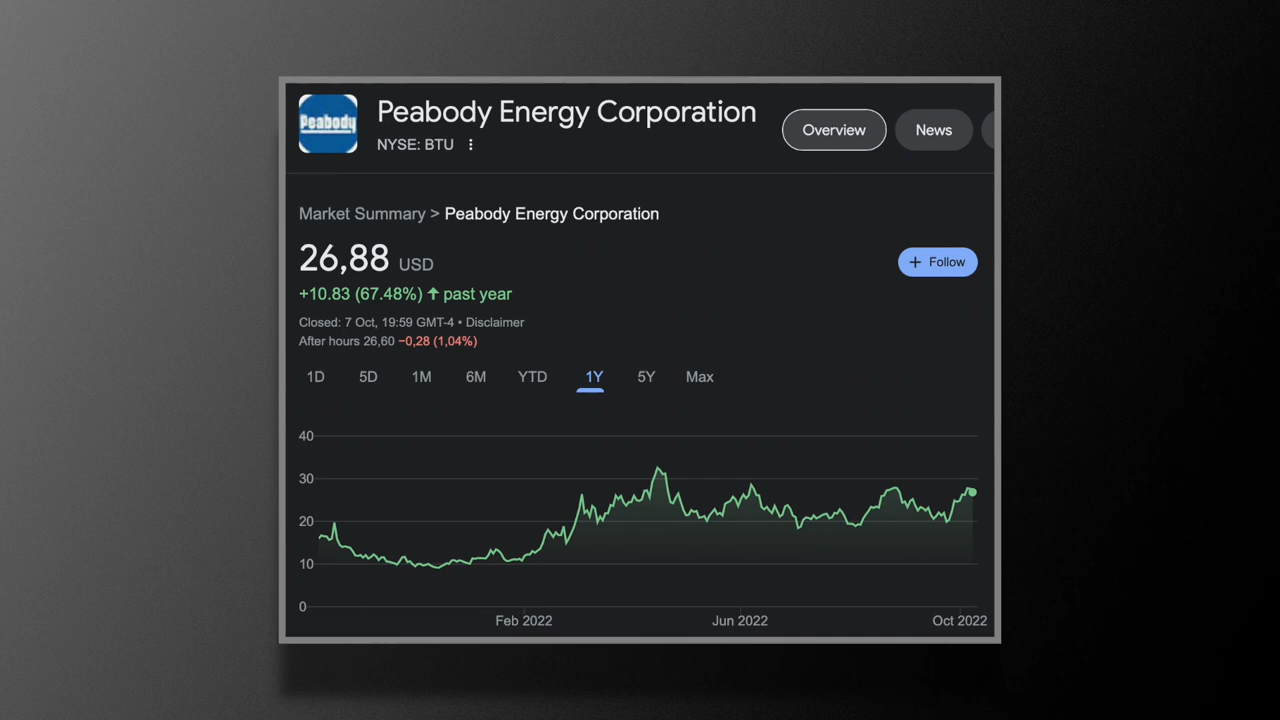 Peabody
Peabody Energy Corporation
NYSE: BTU
Overview
News
Market Summary > Peabody Energy Corporation
26,88 USD
+10.83 (67.48%) ↑ past year
+ Follow
Closed: 7 Oct, 19:59 GMT-4 • Disclaimer
After hours 26,60 −0,28 (1,04%)
1D 5D 1M 6M YTD 1Y 5Y Max
40
30
20
10
0
Feb 2022 Jun 2022 Oct 2022